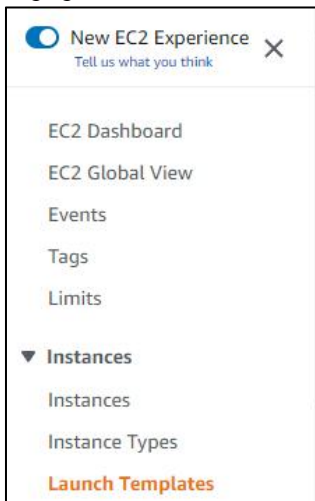 New EC2 Experience
Tell us what you think
EC2 Dashboard
EC2 Global View
Events
Tags
Limits
Instances
Instances
Instance Types
Launch Templates